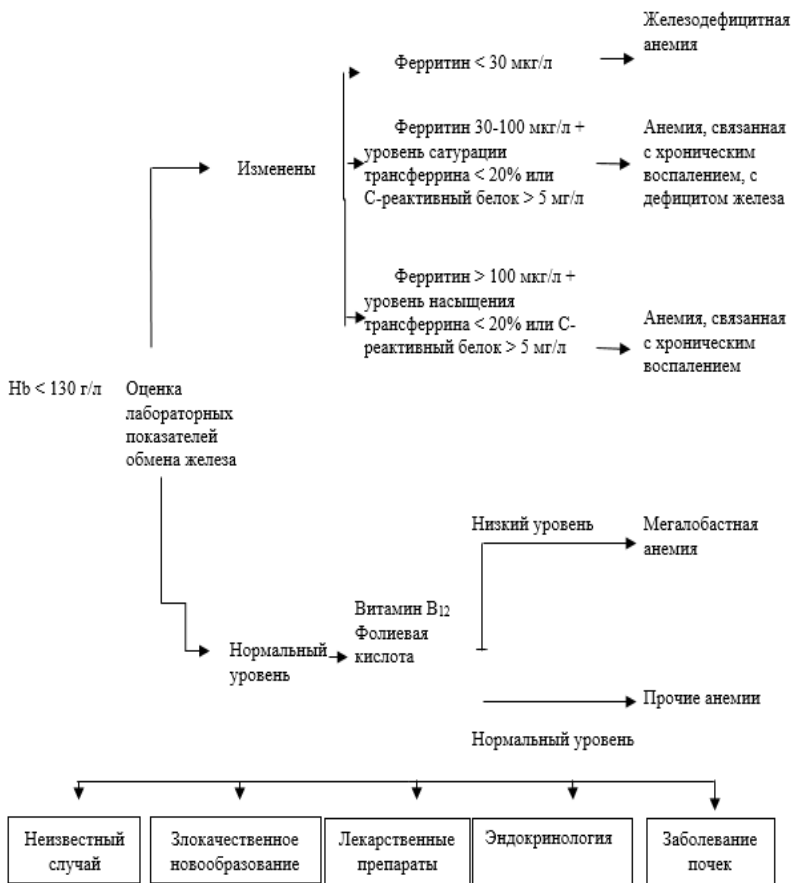 Железодефицитная
анемия
Ферритин < 30 мкг/л
Ферритин 30-100 мкг/л +
уровень сатурации
трансферрина < 20% или
С-реактивный белок > 5 мг/л
Анемия, связанная
с хроническим
воспалением, с
дефицитом железа
Изменены
Ферритин > 100 мкг/л +
уровень насыщения
трансферрина < 20% или С-
реактивный белок > 5 мг/л
Анемия, связанная
с хроническим
воспалением
Hb < 130 г/л
Оценка
лабораторных
показателей
обмена железа
Низкий уровень
Мегалобастная
анемия
Витамин В12
Фолиевая
кислота
Нормальный
уровень
Прочие анемии
Нормальный уровень
Неизвестный
случай
Злокачественное
новообразование
Лекарственные
препараты
Эндокринология
Заболевание
почек